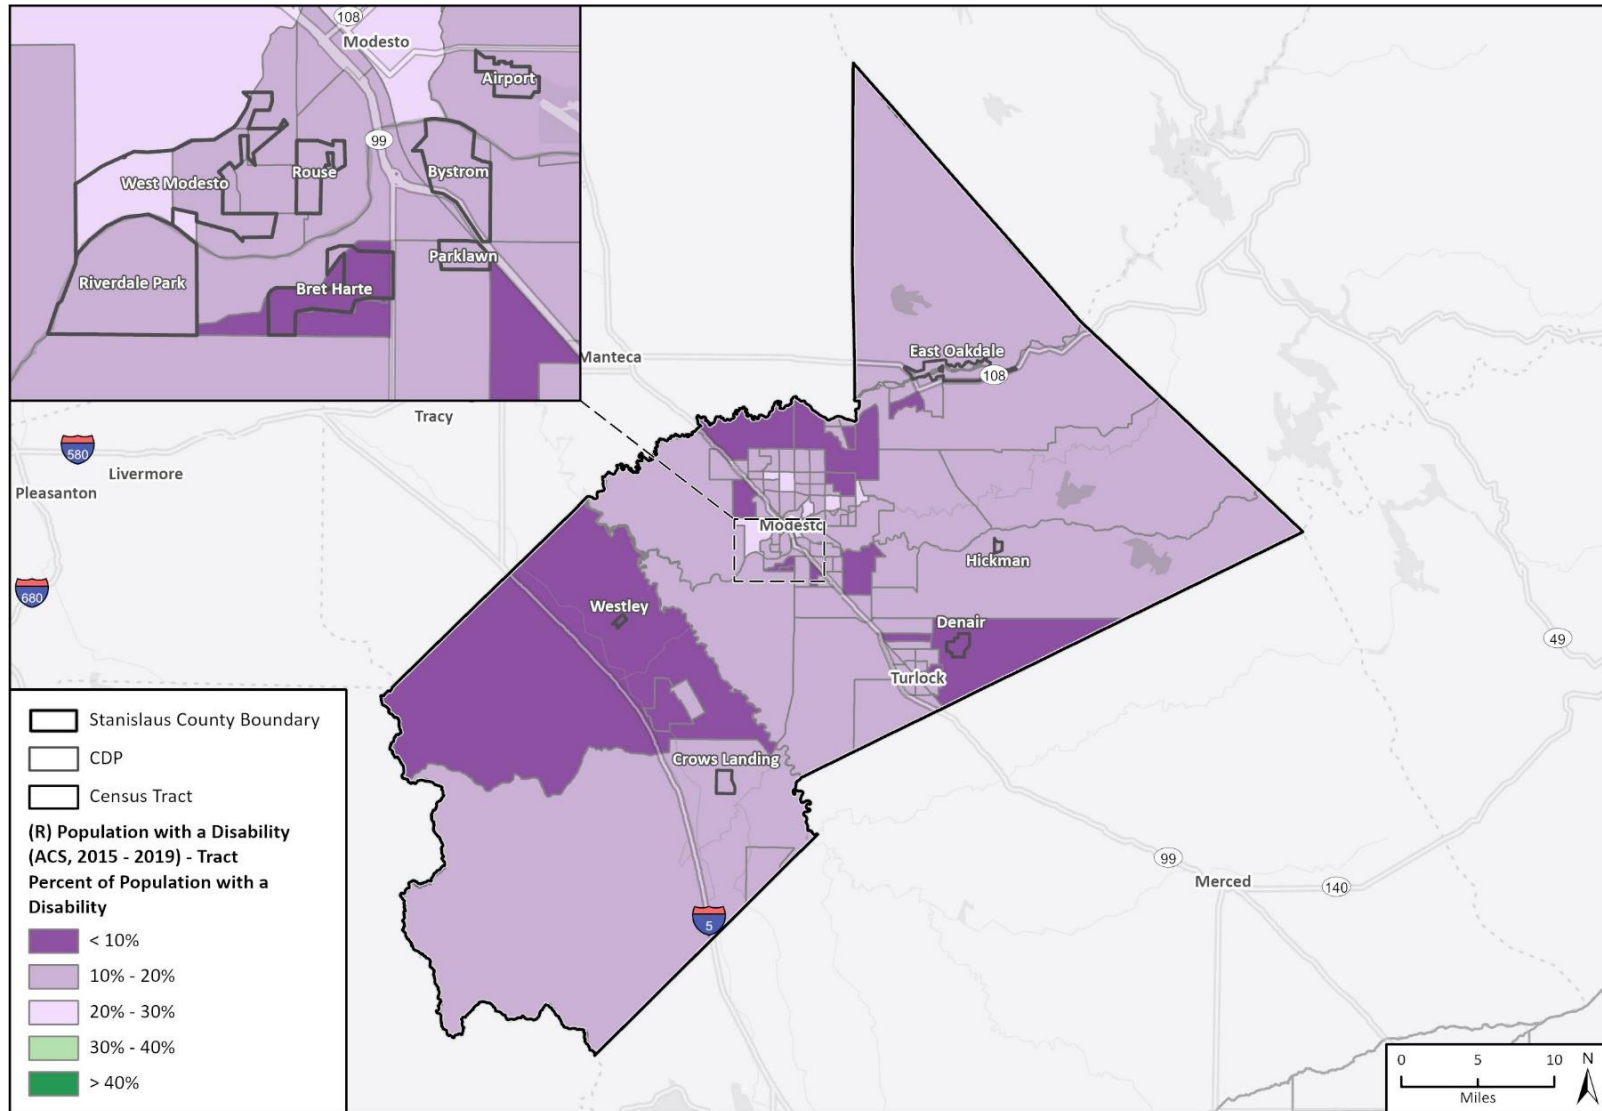 108
Modesto
Airport
99
West Modesto
Rouse
Bystrom
Parklawn
Riverdale Park
Bret Harte
Manteca
Tracy
580
Livermore
Pleasanton
680
East Oakdale
108
Modesto
Hickman
Westley
Denair
Turlock
49
Crows Landing
99
Merced
140
5
Stanislaus County Boundary
CDP
Census Tract
(R) Population with a Disability
(ACS, 2015 - 2019) - Tract
Percent of Population with a
Disability
< 10%
10% - 20%
20% - 30%
30% - 40%
> 40%
0 5 10
Miles
N